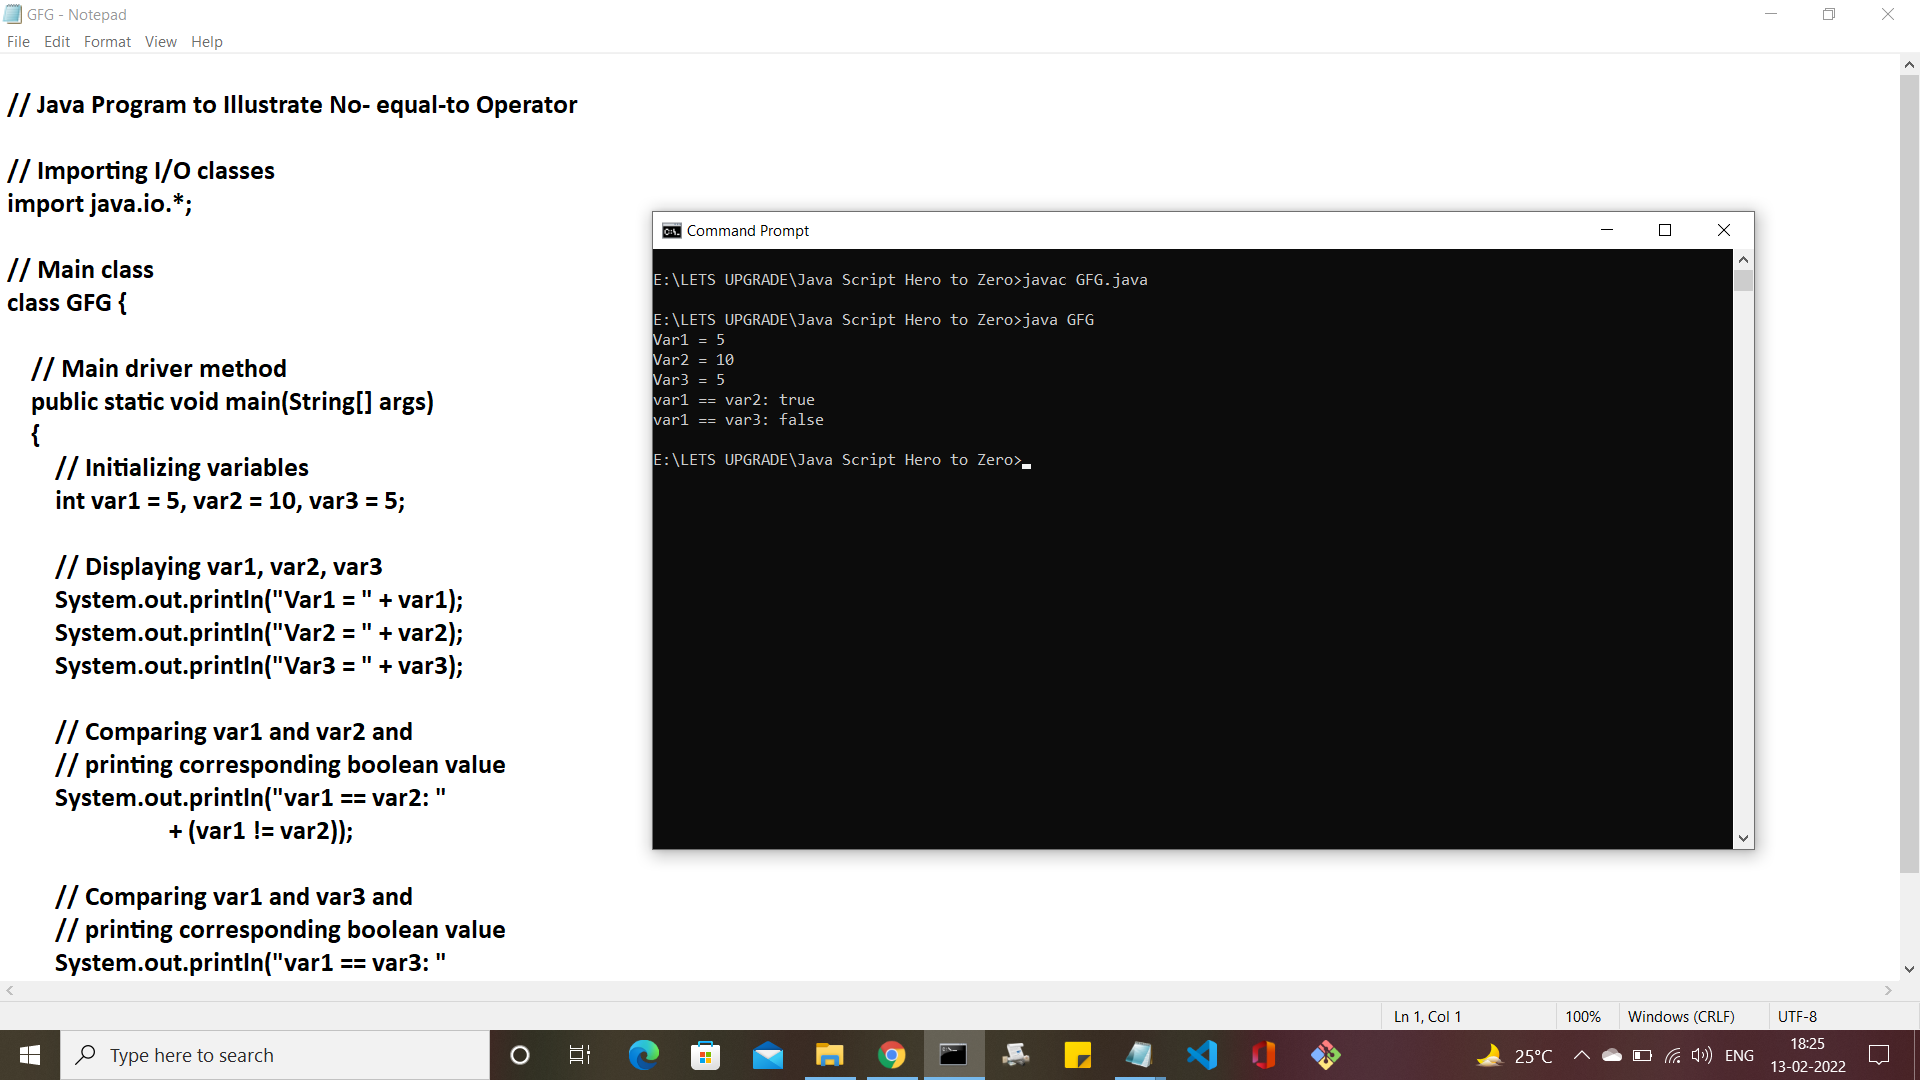 GFG - Notepad
File Edit Format View Help
// Java Program to Illustrate No- equal-to Operator
// Importing I/O classes
import java.io.*;
// Main class
class GFG {
// Main driver method
public static void main(String[] args)
{
// Initializing variables
int var1 = 5, var2 = 10, var3 = 5;
// Displaying var1, var2, var3
System.out.println("Var1 = " + var1);
System.out.println("Var2 = " + var2);
System.out.println("Var3 = " + var3);
// Comparing var1 and var2 and
// printing corresponding boolean value
System.out.println("var1 == var2: "
+ (var1 != var2));
// Comparing var1 and var3 and
// printing corresponding boolean value
System.out.println("var1 == var3: "
Command Prompt
E:\LETS UPGRADE\Java Script Hero to Zero>javac GFG.java
E:\LETS UPGRADE\Java Script Hero to Zero>java GFG
Var1 = 5
Var2 = 10
Var3 = 5
var1 == var2: true
var1 == var3: false
E:\LETS UPGRADE\Java Script Hero to Zero>
Ln 1, Col 1 100% Windows (CRLF) UTF-8
Type here to search
25°C ENG
18:25
13-02-2022